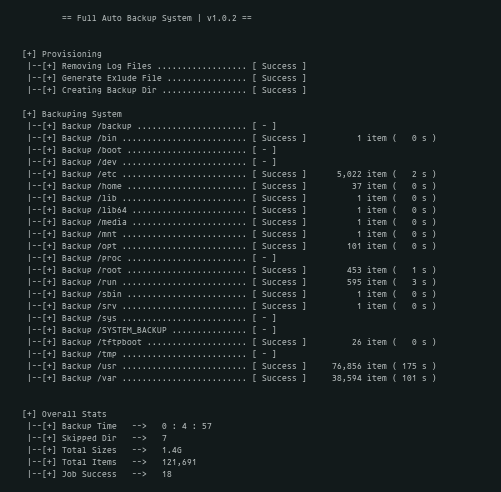 == Full Auto Backup System | v1.0.2 ==
[+] Provisioning
|--[+] Removing Log Files .................. [ Success ]
|--[+] Generate Exlude File ................ [ Success ]
|--[+] Creating Backup Dir ................. [ Success ]
[+] Backuping System
|--[+] Backup /backup ...................... [ - ]
|--[+] Backup /bin ......................... [ Success ] 1 item ( 0 s )
|--[+] Backup /boot ........................ [ - ]
|--[+] Backup /dev ......................... [ - ]
|--[+] Backup /etc ......................... [ Success ] 5,022 item ( 2 s )
|--[+] Backup /home ........................ [ Success ] 37 item ( 0 s )
|--[+] Backup /lib ......................... [ Success ] 1 item ( 0 s )
|--[+] Backup /lib64 ....................... [ Success ] 1 item ( 0 s )
|--[+] Backup /media ....................... [ Success ] 1 item ( 0 s )
|--[+] Backup /mnt ......................... [ Success ] 1 item ( 0 s )
|--[+] Backup /opt ......................... [ Success ] 101 item ( 0 s )
|--[+] Backup /proc ........................ [ - ]
|--[+] Backup /root ........................ [ Success ] 453 item ( 1 s )
|--[+] Backup /run ......................... [ Success ] 595 item ( 3 s )
|--[+] Backup /sbin ........................ [ Success ] 1 item ( 0 s )
|--[+] Backup /srv ......................... [ Success ] 1 item ( 0 s )
|--[+] Backup /sys ......................... [ - ]
|--[+] Backup /SYSTEM_BACKUP ............... [ - ]
|--[+] Backup /tftpboot .................... [ Success ] 26 item ( 0 s )
|--[+] Backup /tmp ......................... [ - ]
|--[+] Backup /usr ......................... [ Success ] 76,856 item ( 175 s )
|--[+] Backup /var ......................... [ Success ] 38,594 item ( 101 s )
[+] Overall Stats
|--[+] Backup Time --> 0 : 4 : 57
|--[+] Skipped Dir --> 7
|--[+] Total Sizes --> 1.4G
|--[+] Total Items --> 121,691
|--[+] Job Success --> 18